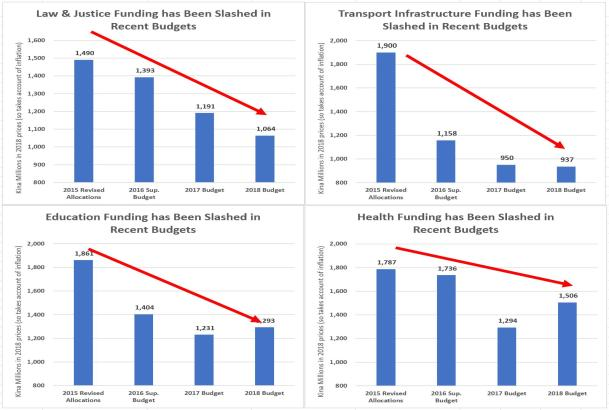 Law & Justice Funding has Been Slashed in
Recent Budgets
Kina Millions in 2018 prices (so takes account of inflation)
1,600
1,500
1,400
1,300
1,200
1,100
1,000
900
800
1,490
1,393
1,191
1,064
2015 Revised
Allocations
2016 Sup.
Budget
2017 Budget
2018 Budget
Transport Infrastructure Funding has Been
Slashed in Recent Budgets
Kina Millions in 2018 prices (so takes account of inflation)
2,000
1,800
1,600
1,400
1,200
1,000
800
1,900
1,158
950
937
2015 Revised
Allocations
2016 Sup.
Budget
2017 Budget
2018 Budget
Education Funding has Been Slashed in
Recent Budgets
Kina Millions in 2018 prices (so takes account of inflation)
2,000
1,800
1,600
1,400
1,200
1,000
800
1,861
1,404
1,231
293
2015 Revised
Allocations
2016 Sup.
Budget
2017 Budget
2018 Budget
Health Funding has Been Slashed in
Recent Budgets
Kina Millions in 2018 prices (so takes account of inflation)
2,000
1,800
1,600
1,400
1,200
1,000
800
1,787
1,736
1,294
1,506
2015 Revised
Allocations
2016 Sup.
Budget
2017 Budget
2018 Budget